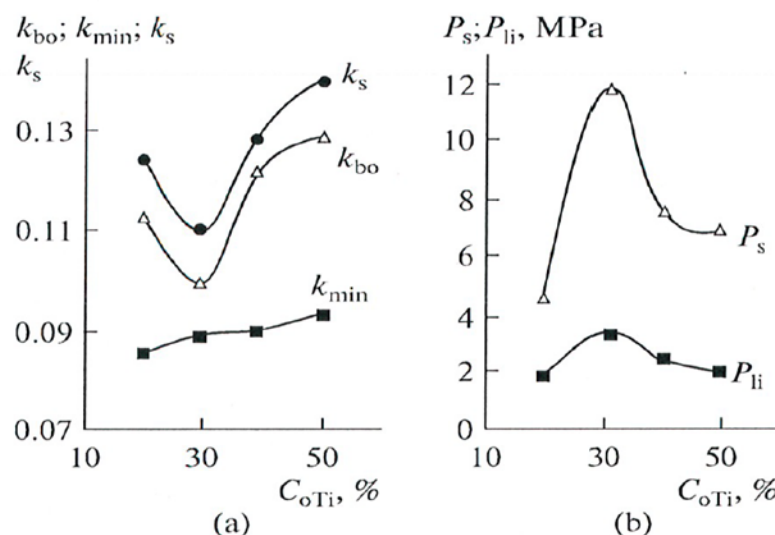 k_bo; k_min; k_s
k_s
0.13
0.11
0.09
0.07
10
30
50
C_oTi, %
k_s
k_bo
k_min
(a)
P_s; P_li, MPa
12
10
8
6
4
2
0
10
30
50
C_oTi, %
P_s
P_li
(b)